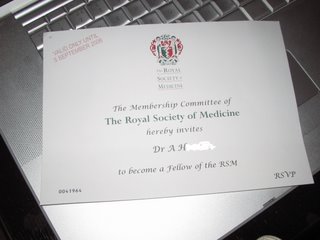 VALID ONLY UNTIL
5 SEPTEMBER 2006
THE ROYAL
SOCIETY of
MEDICINE
The Membership Committee of
The Royal Society of Medicine
hereby invites
Dr A H
to become a Fellow of the RSM
0041964
RSVP